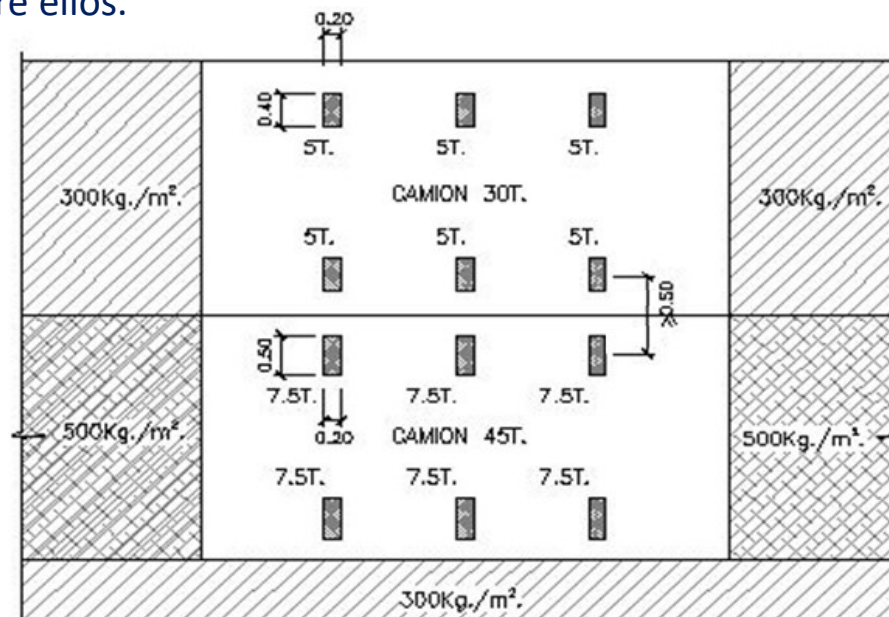 re ellos.
0.20
0.40
5T. 5T. 5T.
300Kg./m². CAMION 30T. 300Kg./m².
5T. 5T. 5T.
0.50
0.50
7.5T. 7.5T. 7.5T.
500Kg./m². 0.20 CAMION 45T. 500Kg./m².
7.5T. 7.5T. 7.5T.
300Kg./m².